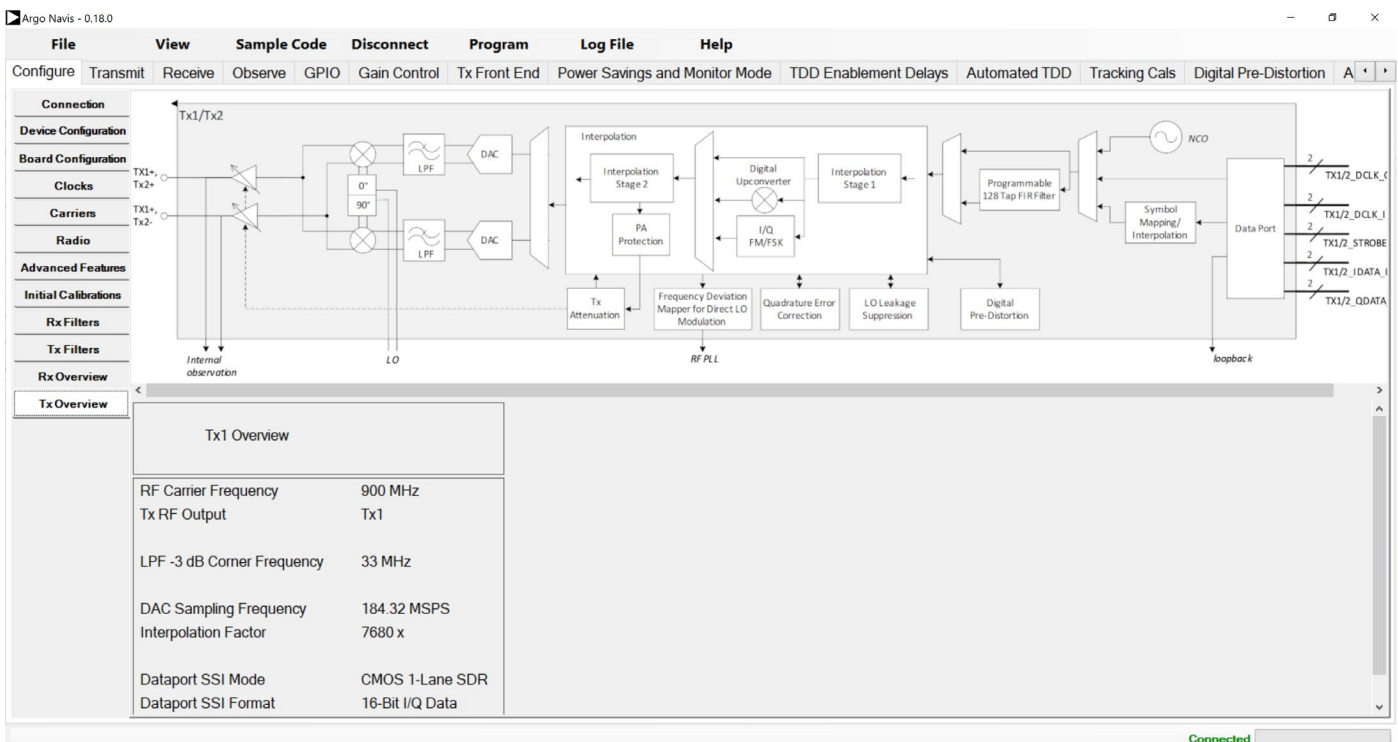 Argo Navis - 0.18.0
File View Sample Code Disconnect Program Log File Help
Configure Transmit Receive Observe GPIO Gain Control Tx Front End Power Savings and Monitor Mode TDD Enablement Delays Automated TDD Tracking Cals Digital Pre-Distortion A
Connection
Device Configuration
Board Configuration
Clocks
Carriers
Radio
Advanced Features
Initial Calibrations
Rx Filters
Tx Filters
Rx Overview
Tx Overview
Tx1/Tx2
TX1+,
Tx2+
TX1+,
Tx2-
0°
90°
LPF
LPF
DAC
DAC
Interpolation
Interpolation
Stage 2
PA
Protection
Digital
Upconverter
I/Q
FM/FSK
Interpolation
Stage 1
Programmable
128 Tap FIR Filter
NCO
Symbol
Mapping/
Interpolation
Data Port
2
TX1/2_DCLK_
2
TX1/2_DCLK_I
2
TX1/2_STROBE
2
TX1/2_IDATA_I
2
TX1/2_QDATA
Tx
Attenuation
Frequency Deviation
Mapper for Direct LO
Modulation
Quadrature Error
Correction
LO Leakage
Suppression
Digital
Pre-Distortion
Internal
observation
LO
RF PLL
loopback
Tx1 Overview
RF Carrier Frequency 900 MHz
Tx RF Output Tx1
LPF -3 dB Corner Frequency 33 MHz
DAC Sampling Frequency 184.32 MSPS
Interpolation Factor 7680 x
Dataport SSI Mode CMOS 1-Lane SDR
Dataport SSI Format 16-Bit I/Q Data
Connected